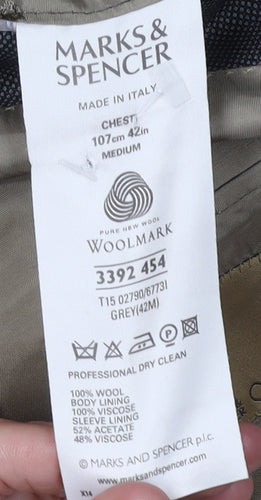 MARKS &
SPENCER
MADE IN ITALY
CHEST
107cm 42in
MEDIUM
PURE NEW WOOL
WOOLMARK
3392 454
T15 02790/6773I
GREY(42M)
P
PROFESSIONAL DRY CLEAN
100% WOOL
BODY LINING
100% VISCOSE
SLEEVE LINING
52% ACETATE
48% VISCOSE
© MARKS AND SPENCER p.l.c.
www.marksandspencer.com
X14